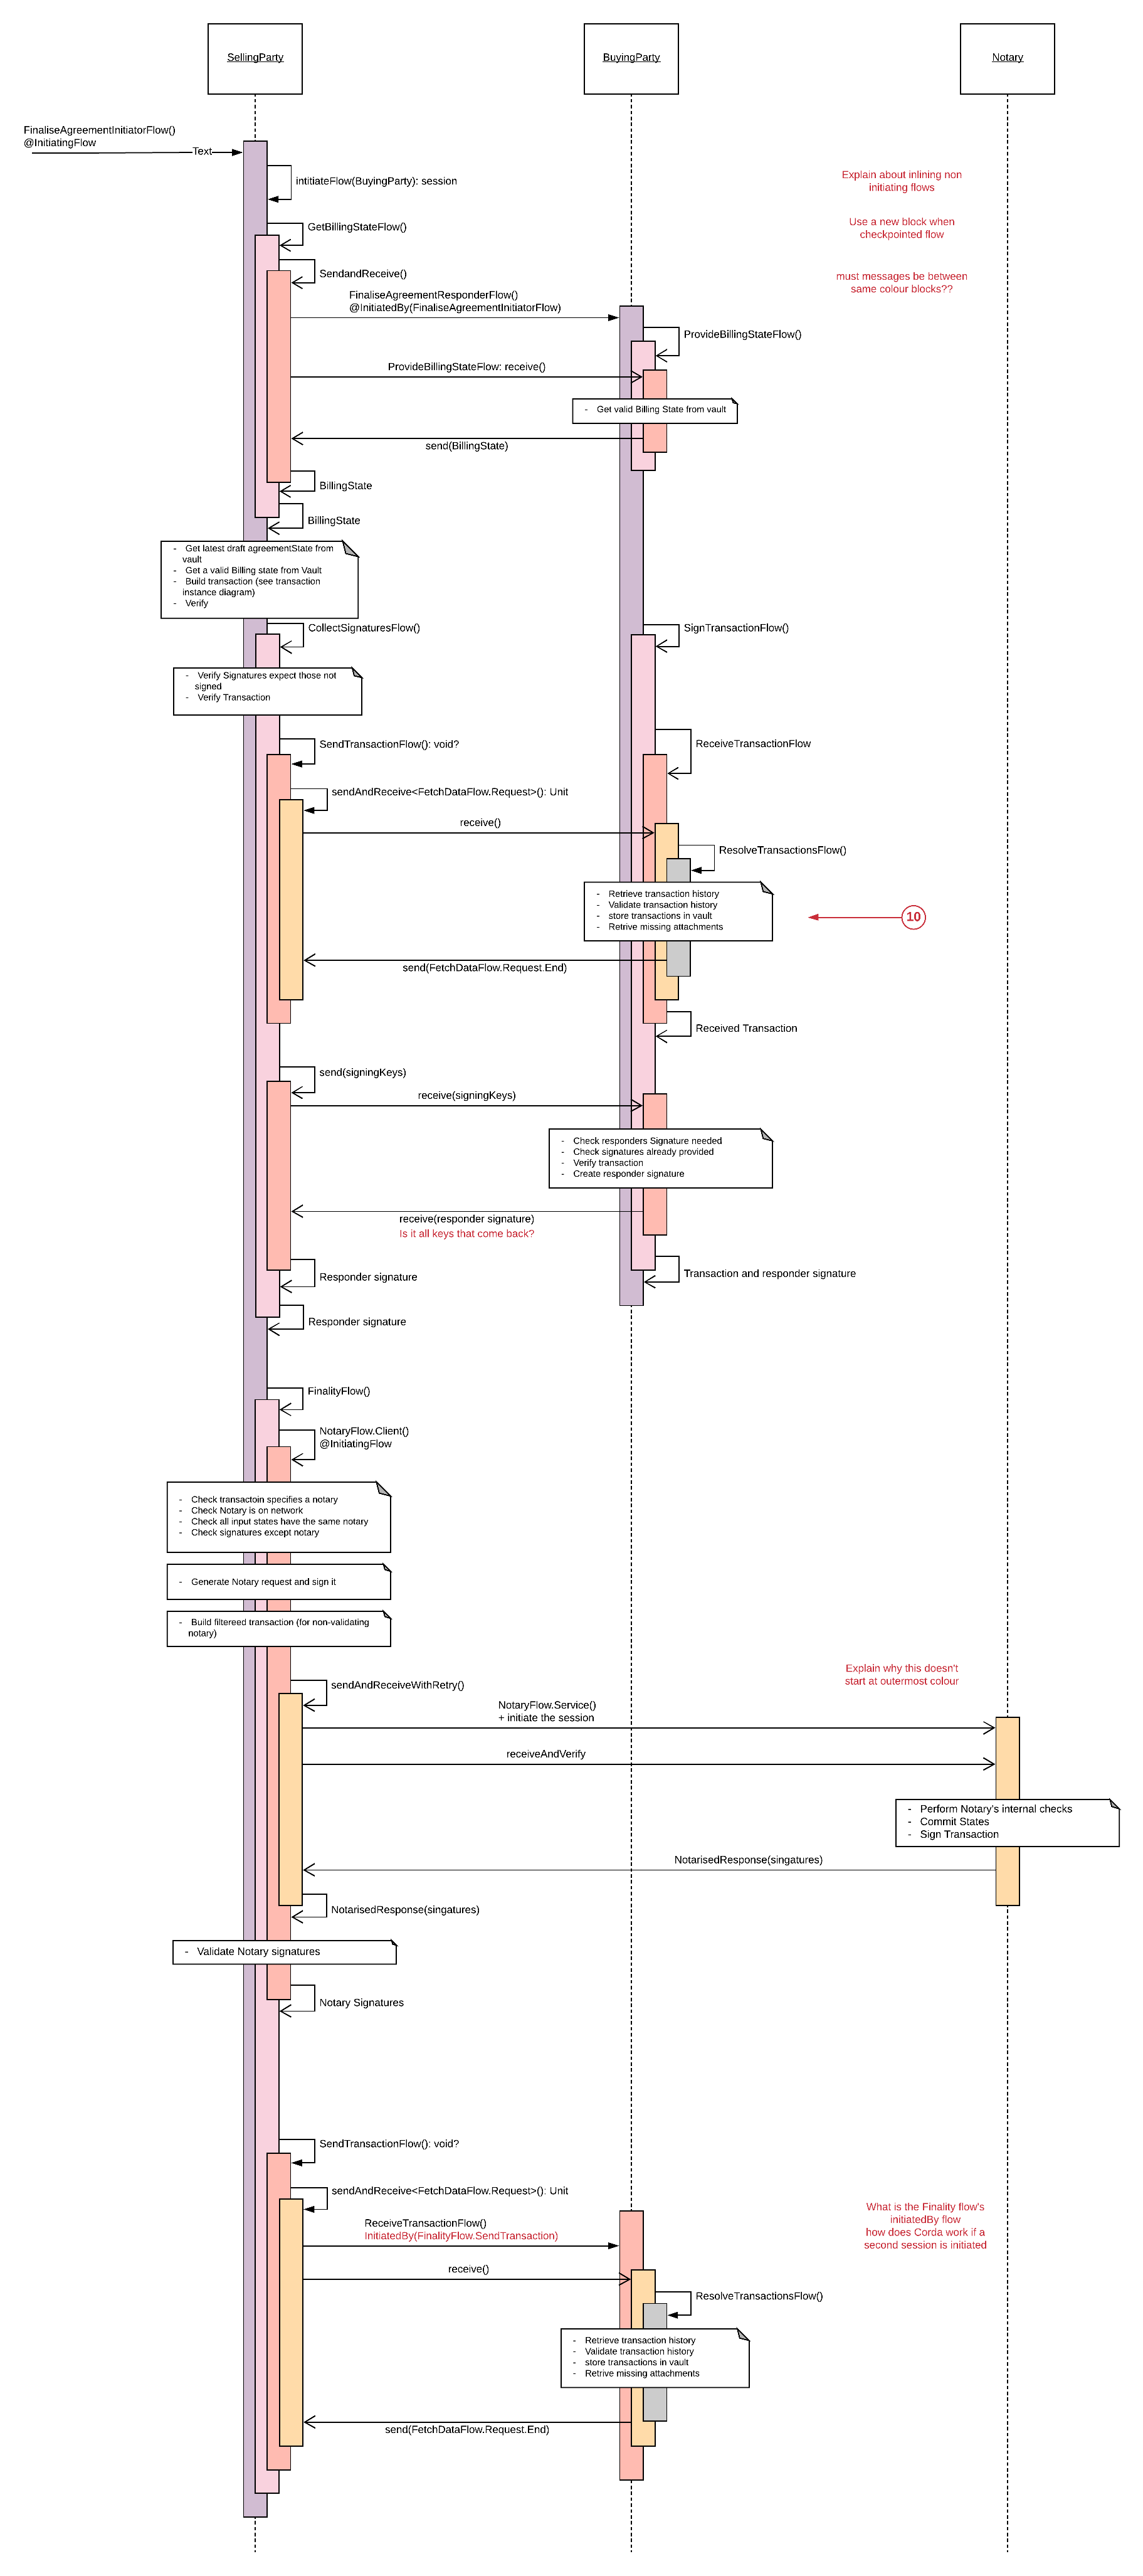 SellingParty
BuyingParty
Notary
FinaliseAgreementInitiatorFlow()
@InitiatingFlow
Text
intitiateFlow(BuyingParty): session
Explain about inlining non
initiating flows
GetBillingStateFlow()
Use a new block when
checkpointed flow
SendandReceive()
must messages be between
same colour blocks??
FinaliseAgreementResponderFlow()
@InitiatedBy(FinaliseAgreementInitiatorFlow)
ProvideBillingStateFlow()
ProvideBillingStateFlow: receive()
- Get valid Billing State from vault
send(BillingState)
BillingState
BillingState
- Get latest draft agreementState from
vault
- Get a valid Billing state from Vault
- Build transaction (see transaction
instance diagram)
- Verify
CollectSignaturesFlow()
SignTransactionFlow()
- Verify Signatures expect those not
signed
- Verify Transaction
SendTransactionFlow(): void?
ReceiveTransactionFlow
sendAndReceive<FetchDataFlow.Request>(): Unit
receive()
ResolveTransactionsFlow()
- Retrieve transaction history
- Validate transaction history
- store transactions in vault
- Retrive missing attachments
10
send(FetchDataFlow.Request.End)
Received Transaction
send(signingKeys)
receive(signingKeys)
- Check responders Signature needed
- Check signatures already provided
- Verify transaction
- Create responder signature
receive(responder signature)
Is it all keys that come back?
Responder signature
Transaction and responder signature
Responder signature
FinalityFlow()
NotaryFlow.Client()
@InitiatingFlow
- Check transactoin specifies a notary
- Check Notary is on network
- Check all input states have the same notary
- Check signatures except notary
- Generate Notary request and sign it
- Build filtereed transaction (for non-validating
notary)
Explain why this doesn't
start at outermost colour
sendAndReceiveWithRetry()
NotaryFlow.Service()
+ initiate the session
receiveAndVerify
- Perform Notary's internal checks
- Commit States
- Sign Transaction
NotarisedResponse(singatures)
NotarisedResponse(singatures)
- Validate Notary signatures
Notary Signatures
SendTransactionFlow(): void?
sendAndReceive<FetchDataFlow.Request>(): Unit
What is the Finality flow's
initiatedBy flow
how does Corda work if a
second session is initiated
ReceiveTransactionFlow()
InitiatedBy(FinalityFlow.SendTransaction)
receive()
ResolveTransactionsFlow()
- Retrieve transaction history
- Validate transaction history
- store transactions in vault
- Retrive missing attachments
send(FetchDataFlow.Request.End)